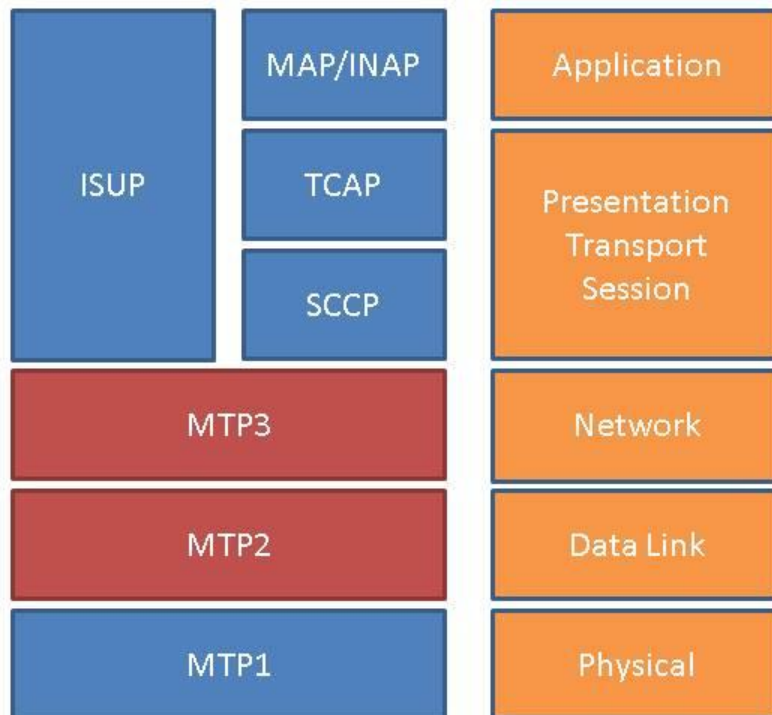 ISUP
MAP/INAP
Application
TCAP
Presentation
Transport
Session
SCCP
MTP3
Network
MTP2
Data Link
MTP1
Physical